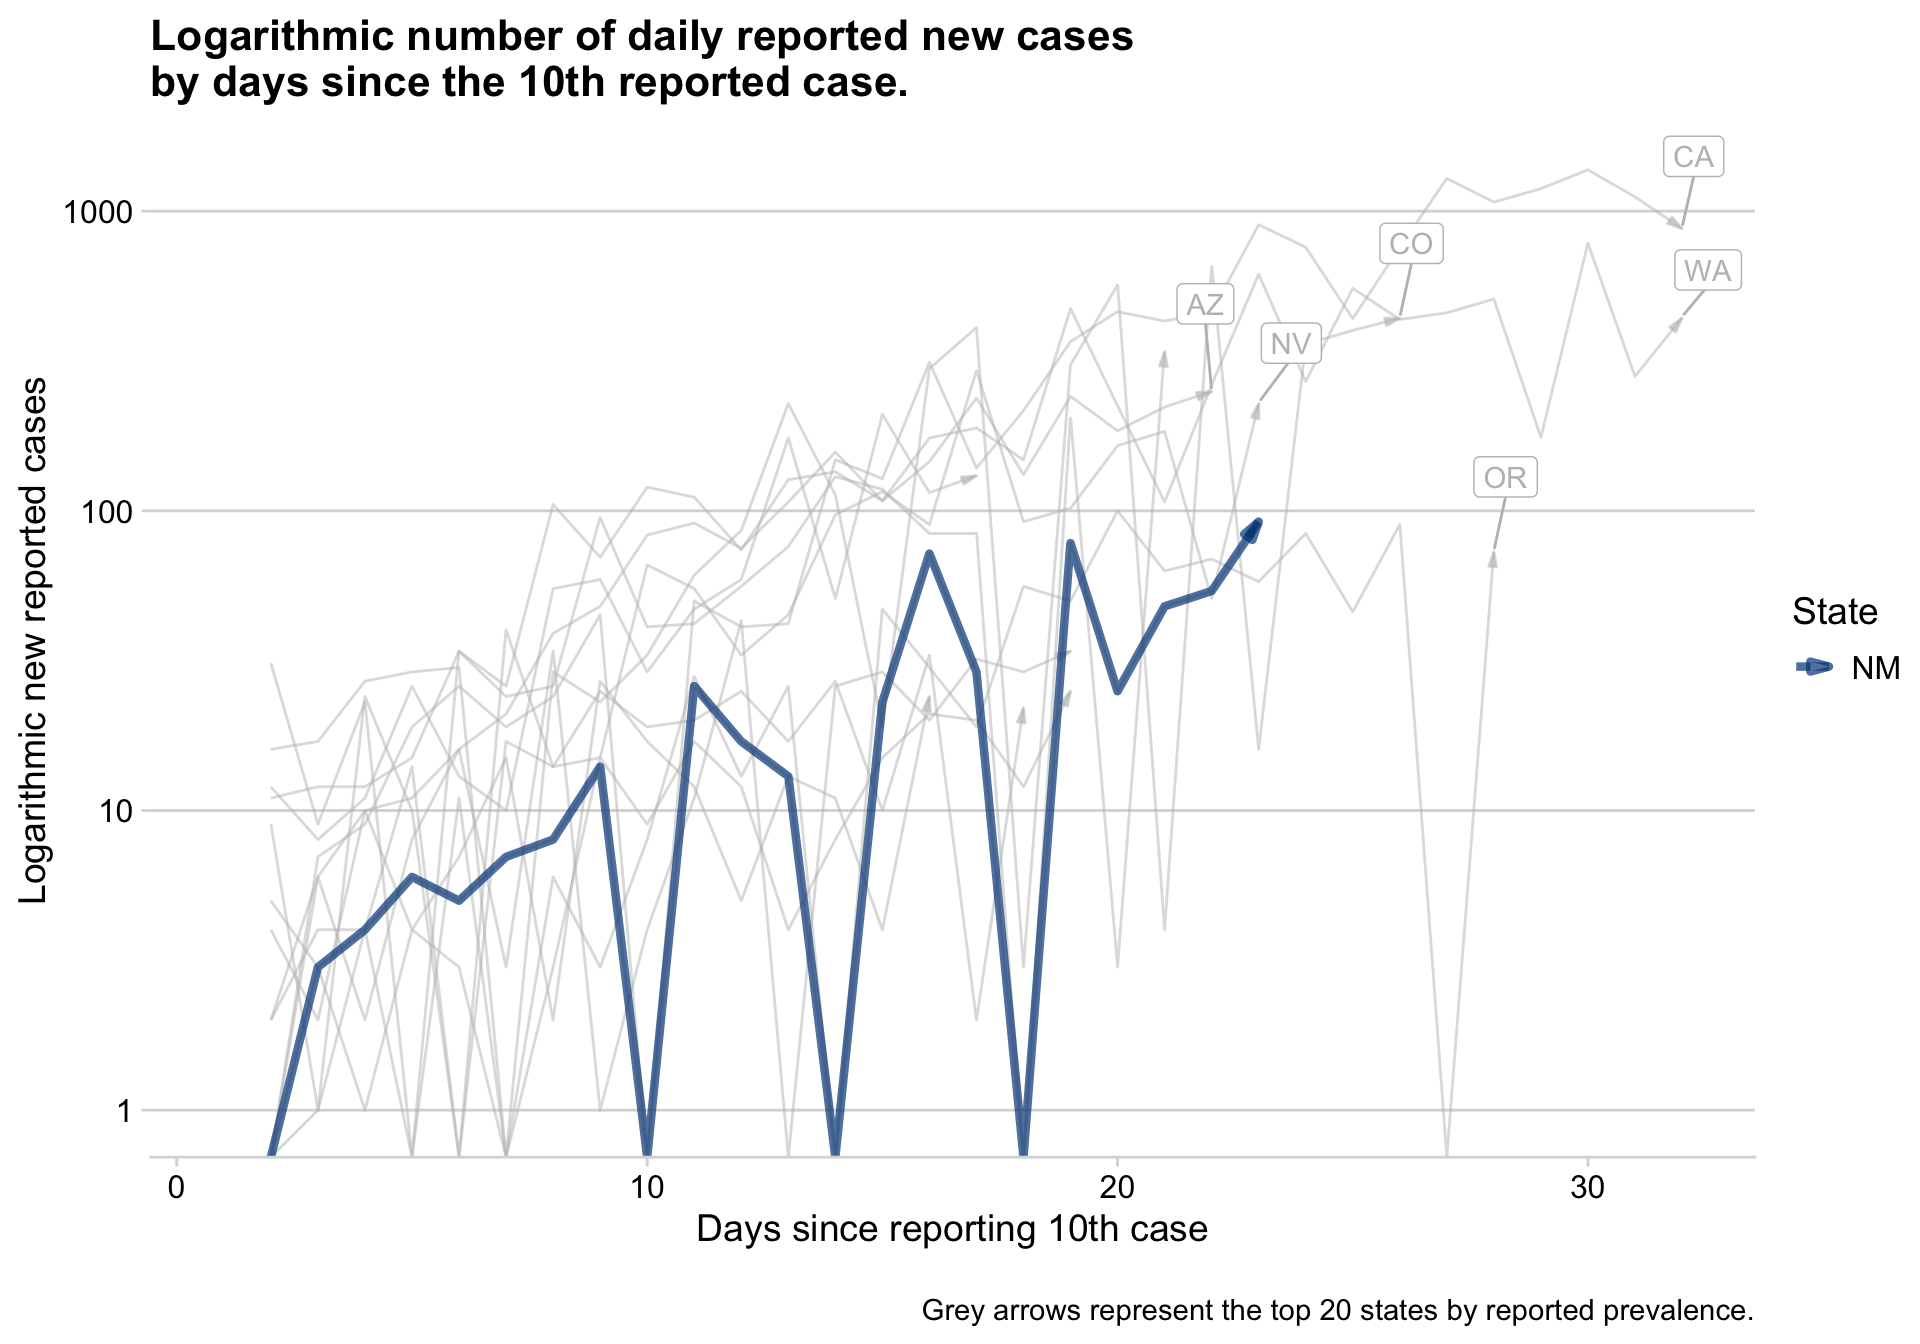 Logarithmic number of daily reported new cases
by days since the 10th reported case.
Logarithmic new reported cases
1000
100
10
1
CA
CO
WA
AZ
NV
OR
State
NM
0
10
20
30
Days since reporting 10th case
Grey arrows represent the top 20 states by reported prevalence.